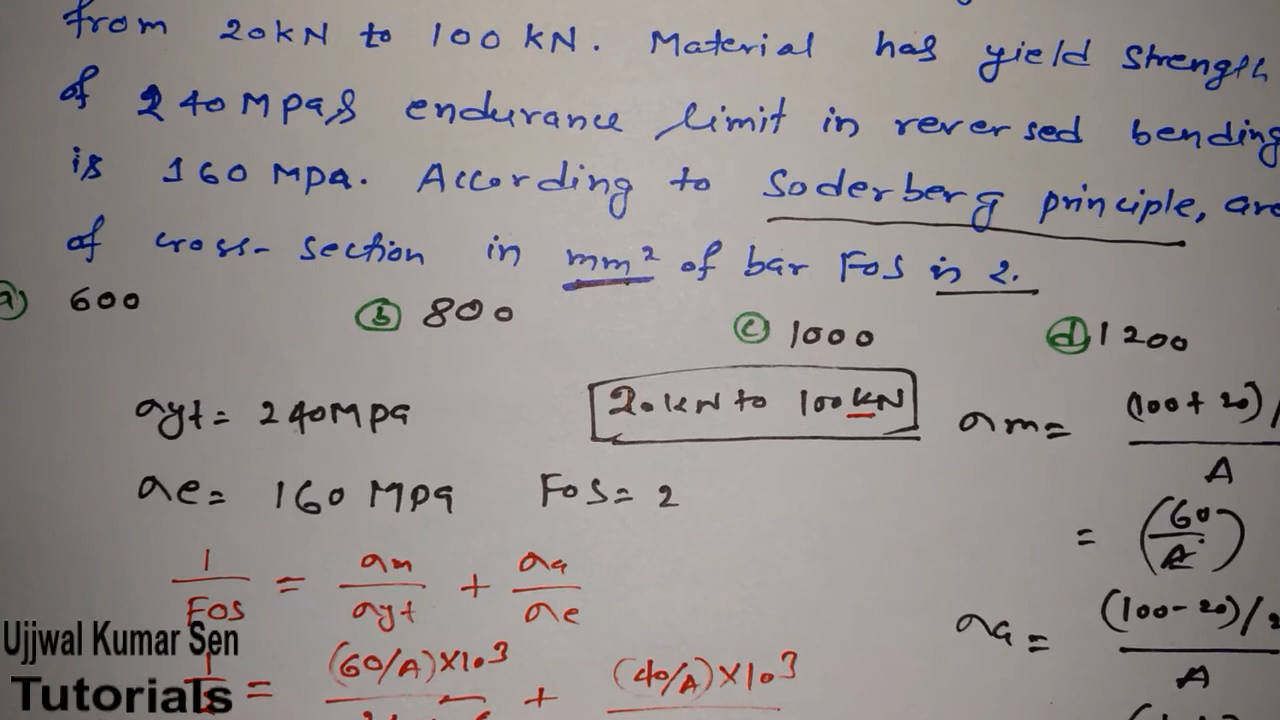 from 20kN to 100 kN. Material has yield strength
of 240MPa & endurance limit in reversed bending
is 160 MPa. According to Soderberg principle, are
of cross-section in mm² of bar FoS is 2.
a) 600 b) 800 c) 1000 d) 1200
σyt = 240MPa
20kN to 100kN
σm = (100+20)/
A
= (60/A)
σe = 160 MPa FoS = 2
1/FoS = σm/σyt + σa/σe
σa = (100-20)/2
A
= (60/A)×10³ + (40/A)×10³
Ujjwal Kumar Sen
Tutorials